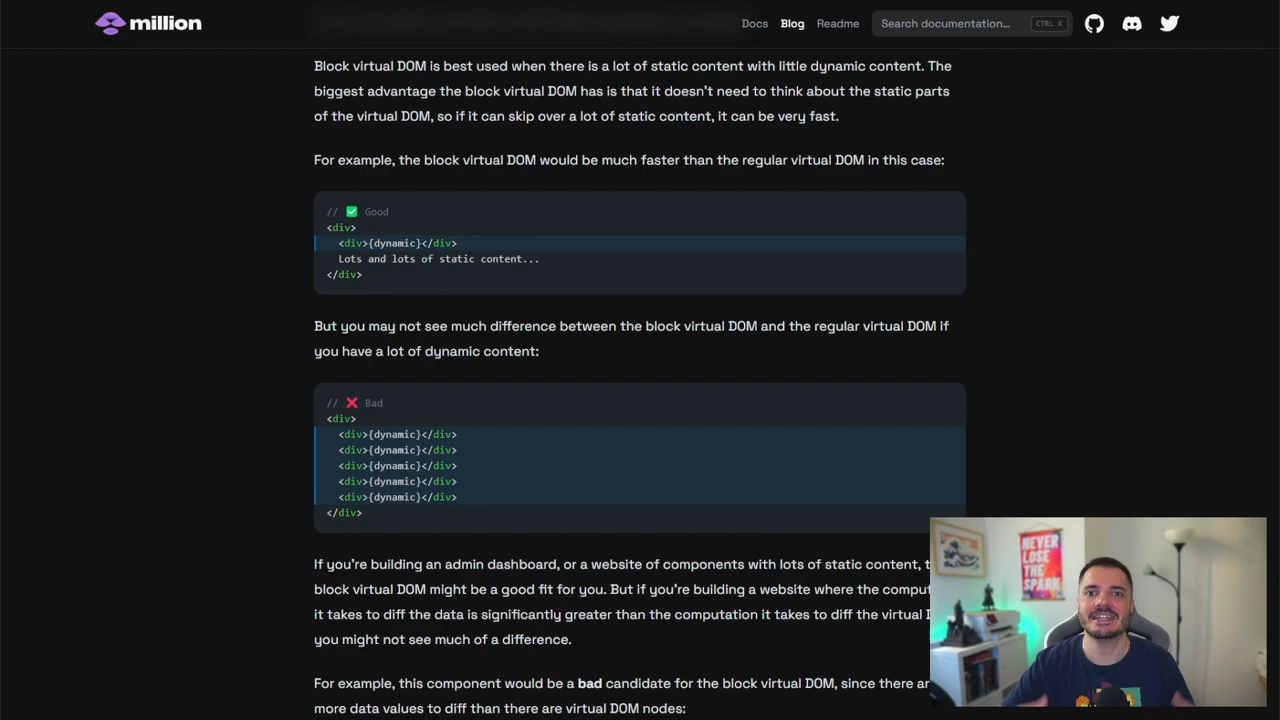 million
Docs Blog Readme Search documentation... CTRL K
Block virtual DOM is best used when there is a lot of static content with little dynamic content. The
biggest advantage the block virtual DOM has is that it doesn't need to think about the static parts
of the virtual DOM, so if it can skip over a lot of static content, it can be very fast.
For example, the block virtual DOM would be much faster than the regular virtual DOM in this case:
// ✅ Good
<div>
  <div>{dynamic}</div>
  Lots and lots of static content...
</div>
But you may not see much difference between the block virtual DOM and the regular virtual DOM if
you have a lot of dynamic content:
// ❌ Bad
<div>
  <div>{dynamic}</div>
  <div>{dynamic}</div>
  <div>{dynamic}</div>
  <div>{dynamic}</div>
  <div>{dynamic}</div>
</div>
If you're building an admin dashboard, or a website of components with lots of static content,
block virtual DOM might be a good fit for you. But if you're building a website where the
it takes to diff the data is significantly greater than the computation it takes to diff the virtual
you might not see much of a difference.
For example, this component would be a bad candidate for the block virtual DOM, since there
more data values to diff than there are virtual DOM nodes:
NEVER
LOSE
THE
SPARK